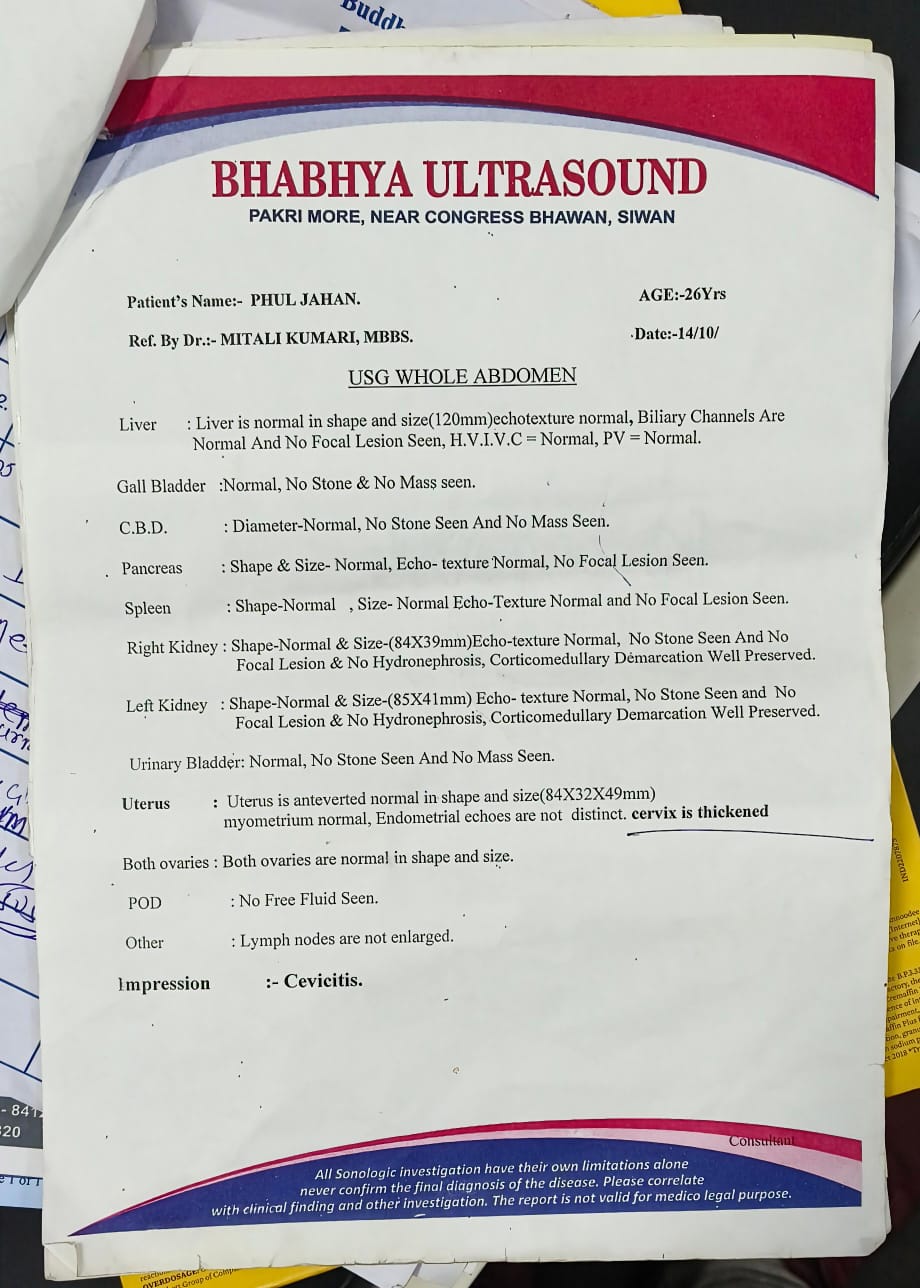 Buddh
BHABHYA ULTRASOUND
PAKRI MORE, NEAR CONGRESS BHAWAN, SIWAN
Patient's Name:- PHUL JAHAN. AGE:-26Yrs
Ref. By Dr.:- MITALI KUMARI, MBBS. Date:-14/10/
USG WHOLE ABDOMEN
Liver : Liver is normal in shape and size(120mm)echotexture normal, Biliary Channels Are
Normal And No Focal Lesion Seen, H.V.I.V.C = Normal, PV = Normal.
Gall Bladder :Normal, No Stone & No Mass seen.
C.B.D. : Diameter-Normal, No Stone Seen And No Mass Seen.
Pancreas : Shape & Size- Normal, Echo- texture Normal, No Focal Lesion Seen.
Spleen : Shape-Normal , Size- Normal Echo-Texture Normal and No Focal Lesion Seen.
Right Kidney : Shape-Normal & Size-(84X39mm)Echo-texture Normal, No Stone Seen And No
Focal Lesion & No Hydronephrosis, Corticomedullary Demarcation Well Preserved.
Left Kidney : Shape-Normal & Size-(85X41mm) Echo- texture Normal, No Stone Seen and No
Focal Lesion & No Hydronephrosis, Corticomedullary Demarcation Well Preserved.
Urinary Bladder: Normal, No Stone Seen And No Mass Seen.
Uterus : Uterus is anteverted normal in shape and size(84X32X49mm)
myometrium normal, Endometrial echoes are not distinct. cervix is thickened
Both ovaries : Both ovaries are normal in shape and size.
POD : No Free Fluid Seen.
Other : Lymph nodes are not enlarged.
Impression :- Cevicitis.
Consultant
All Sonologic investigation have their own limitations alone
never confirm the final diagnosis of the disease. Please correlate
with clinical finding and other investigation. The report is not valid for medico legal purpose.
- 841
320
OVERDOSAGE